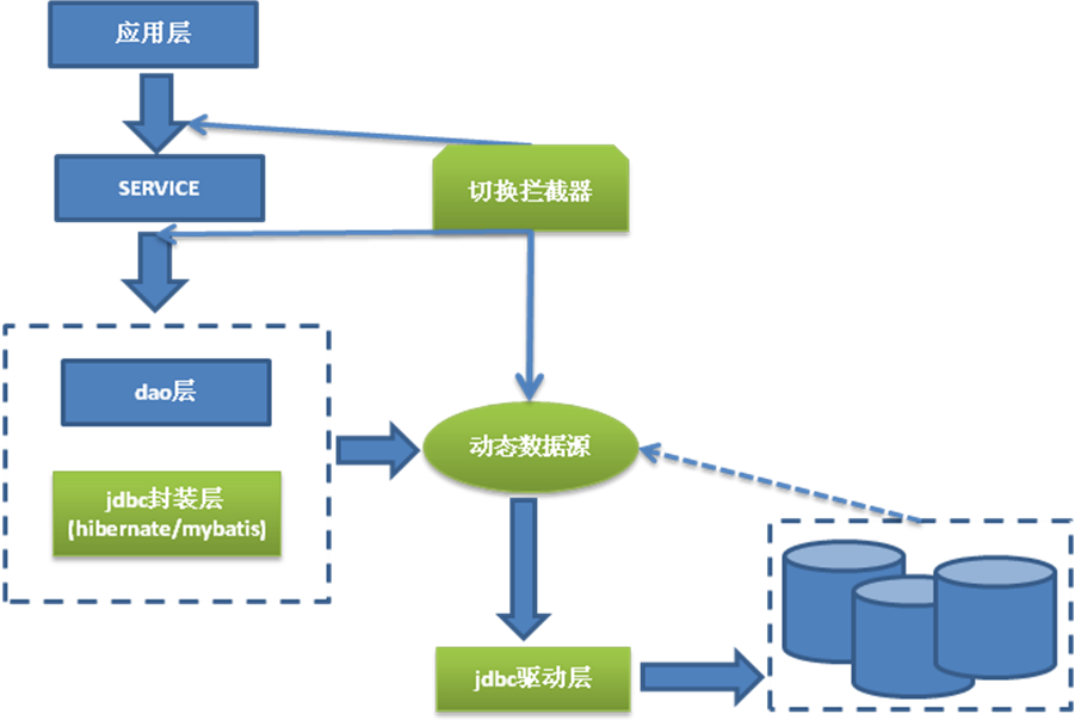 应用层
SERVICE
切换拦截器
dao层
动态数据源
jdbc封装层
(hibernate/mybatis)
jdbc驱动层